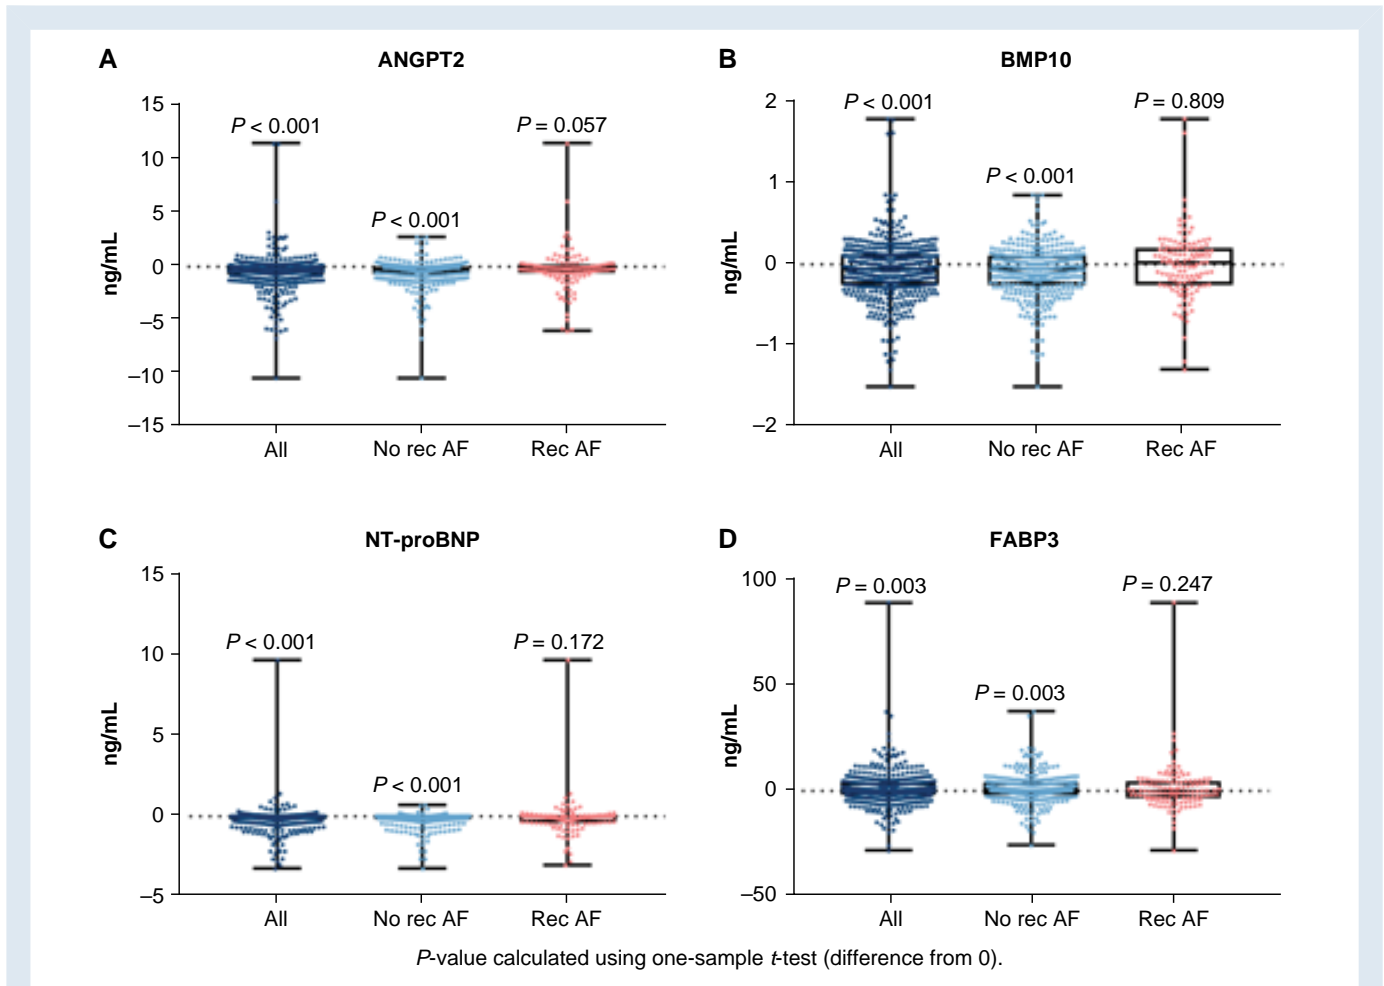 A
ANGPT2
15
10
5
0
–5
–10
–15
ng/mL
P < 0.001
P < 0.001
P = 0.057
All
No rec AF
Rec AF
B
BMP10
2
1
0
–1
–2
ng/mL
P < 0.001
P < 0.001
P = 0.809
All
No rec AF
Rec AF
C
NT-proBNP
15
10
5
0
–5
ng/mL
P < 0.001
P < 0.001
P = 0.172
All
No rec AF
Rec AF
D
FABP3
100
50
0
–50
ng/mL
P = 0.003
P = 0.003
P = 0.247
All
No rec AF
Rec AF
P-value calculated using one-sample t-test (difference from 0).